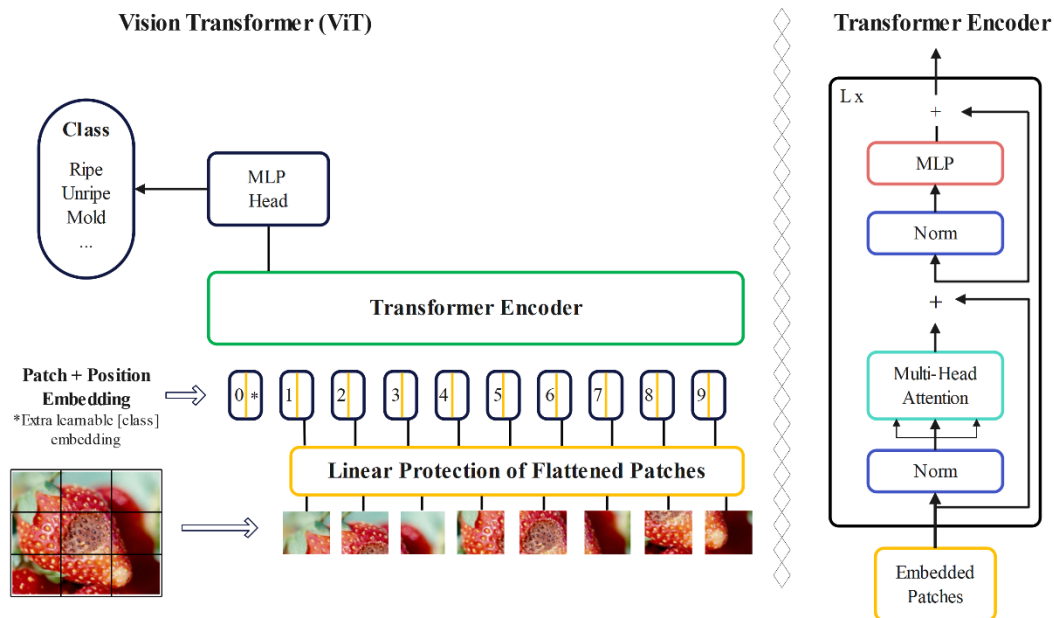 Vision Transformer (ViT)
Class
Ripe
Unripe
Mold
...
MLP
Head
Transformer Encoder
Patch + Position
Embedding
*Extra learnable [class]
embedding
0 * 1 2 3 4 5 6 7 8 9
Linear Protection of Flattened Patches
Transformer Encoder
L x
+
MLP
Norm
+
Multi-Head
Attention
Norm
Embedded
Patches